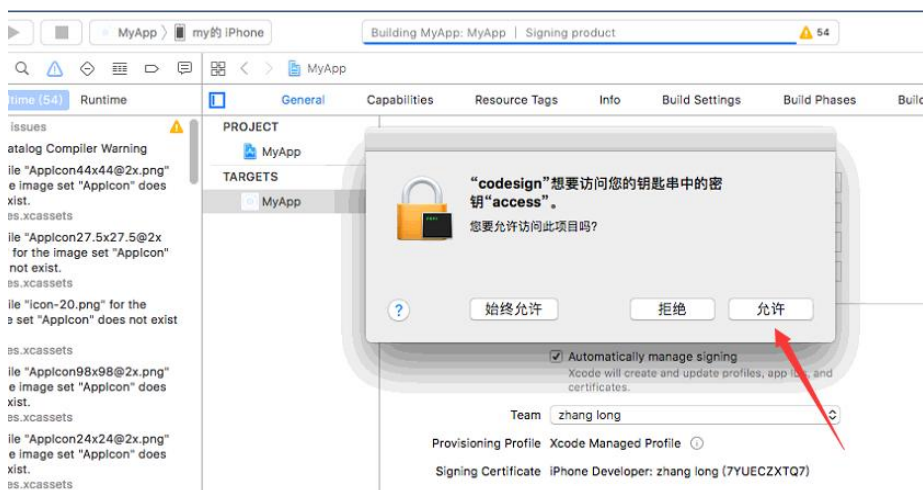 MyApp
my的 iPhone
Building MyApp: MyApp | Signing product
54
MyApp
(54)
Runtime
General
Capabilities
Resource Tags
Info
Build Settings
Build Phases
Buil
issues
PROJECT
atalog Compiler Warning
MyApp
ile "AppIcon44x44@2x.png"
e image set "AppIcon" does
xist.
es.xcassets
TARGETS
MyApp
ile "AppIcon27.5x27.5@2x
for the image set "AppIcon"
not exist.
es.xcassets
ile "icon-20.png" for the
e set "AppIcon" does not exist
es.xcassets
ile "AppIcon98x98@2x.png"
e image set "AppIcon" does
xist.
es.xcassets
ile "AppIcon24x24@2x.png"
e image set "AppIcon" does
xist.
es.xcassets
“codesign”想要访问您的钥匙串中的密
钥“access”。
您要允许访问此项目吗?
?
始终允许
拒绝
允许
Automatically manage signing
Xcode will create and update profiles, app and
certificates.
Team
zhang long
Provisioning Profile
Xcode Managed Profile
Signing Certificate
iPhone Developer: zhang long (7YUECZXTQ7)